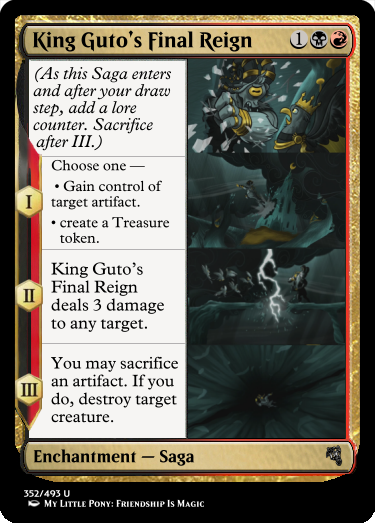 King Guto's Final Reign 1
(As this Saga enters
and after your draw
step, add a lore
counter. Sacrifice
after III.)
I
Choose one —
• Gain control of
target artifact.
• create a Treasure
token.
II
King Guto's
Final Reign
deals 3 damage
to any target.
III
You may sacrifice
an artifact. If you
do, destroy target
creature.
Enchantment — Saga
352/493 U
My Little Pony: Friendship Is Magic